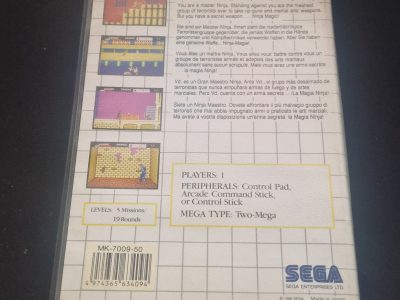 You are a master Ninja. Standing against you are the meanest
group of terrorists ever to take up guns and martial arts' weapons.
But you have a secret weapon . . . Ninja Magic!
Sie sind ein Meister-Ninja. Ihnen steht die niederträchtigste
Terroristengruppe gegenüber, die jemals Waffen in die Hände
genommen und Kampftechniken verwendet haben. Aber Sie haben
eine geheime Waffe... Ninja-Magie!
Vous êtes un maître Ninja. Vous allez vous battre contre un
groupe de terroristes armés et adeptes des arts martiaux
absolument sans scrupule. Mais vous avez une arme secrète . . .
la magie Ninja!
Vd. es un Gran Maestro Ninja. Ante Vd., el grupo más desalmado de
terroristas que nunca empuñara armas de fuego y de artes
marciales. Pero Vd. cuenta con un arma secreta . . . ¡La Magia Ninja!
Siete un Ninja Maestro. Dovete affrontare il più malvagio gruppo di
terroristi che mai abbia impugnato armi o praticato le arti marziali.
Ma avete a vostra disposizione un'arma segreta, la Magia Ninja!
PLAYERS: 1
PERIPHERALS: Control Pad,
Arcade Command Stick,
or Control Stick
MEGA TYPE: Two-Mega
LEVELS: 5 Missions/
19 Rounds
MK-7009-50
4 974365 634094
SEGA
SEGA ENTERPRISES LTD.